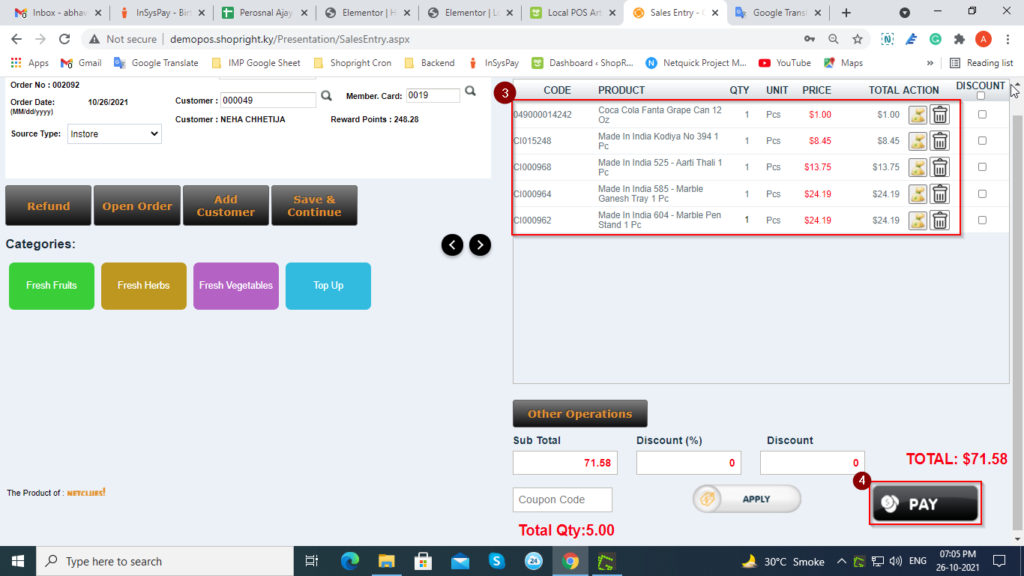 Inbox - abha
InSysPay - Bir
Perosnal Ajay
Elementor | H
Elementor | L
Local POS Art
Sales Entry -
Google Transl
Not secure | demopos.shopright.ky/Presentation/SalesEntry.aspx
Apps Gmail Google Translate IMP Google Sheet Shopright Cron Backend InSysPay Dashboard ‹ ShopR... Netquick Project M... YouTube Maps » Reading list
Order No : 002092
Order Date: 10/26/2021
(MM/dd/yyyy)
Customer : 000049
Member. Card: 0019
Customer : NEHA CHHETIJA
Reward Points : 248.28
Source Type: Instore
Refund
Open Order
Add Customer
Save & Continue
Categories:
Fresh Fruits
Fresh Herbs
Fresh Vegetables
Top Up
The Product of : NETCLUES!
3
CODE PRODUCT QTY UNIT PRICE TOTAL ACTION DISCOUNT
049000014242 Coca Cola Fanta Grape Can 12 Oz 1 Pcs $1.00 $1.00
CI015248 Made In India Kodiya No 394 1 Pc 1 Pcs $8.45 $8.45
CI000968 Made In India 525 - Aarti Thali 1 Pc 1 Pcs $13.75 $13.75
CI000964 Made In India 585 - Marble Ganesh Tray 1 Pc 1 Pcs $24.19 $24.19
CI000962 Made In India 604 - Marble Pen Stand 1 Pc 1 Pcs $24.19 $24.19
Other Operations
Sub Total Discount (%) Discount
71.58 0 0
TOTAL: $71.58
4
Coupon Code
APPLY
PAY
Total Qty:5.00
Type here to search
30°C Smoke
ENG
07:05 PM
26-10-2021